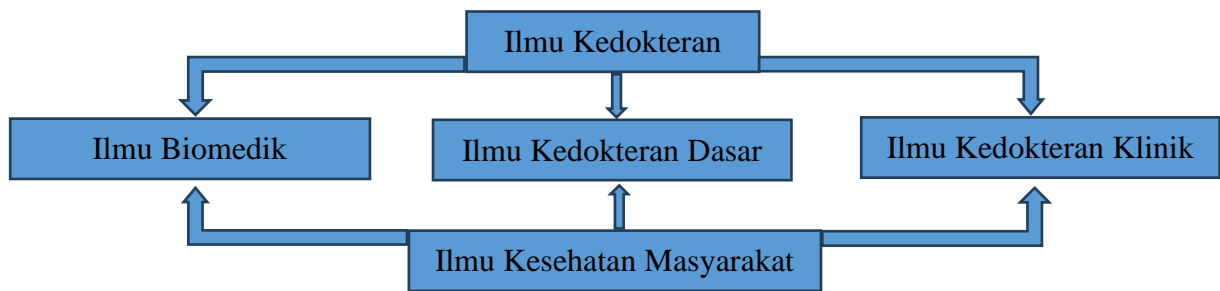 Ilmu Kedokteran
Ilmu Biomedik
Ilmu Kedokteran Dasar
Ilmu Kedokteran Klinik
Ilmu Kesehatan Masyarakat